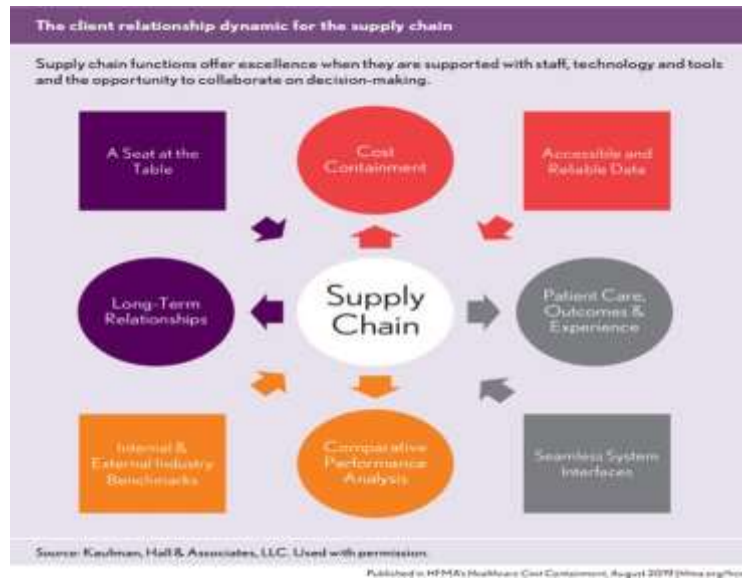 The client relationship dynamic for the supply chain
Supply chain functions offer excellence when they are supported with staff, technology and tools
and the opportunity to collaborate on decision-making.
A Seat at the
Table
Cost
Containment
Accessible and
Reliable Data
Long-Term
Relationships
Supply
Chain
Patient Care,
Outcomes &
Experience
Internal &
External Industry
Benchmarks
Comparative
Performance
Analysis
Seamless System
Interfaces
Source: Kaufman, Hall & Associates, LLC. Used with permission.
Published in HFMA's Healthcare Cost Containment, August 2019